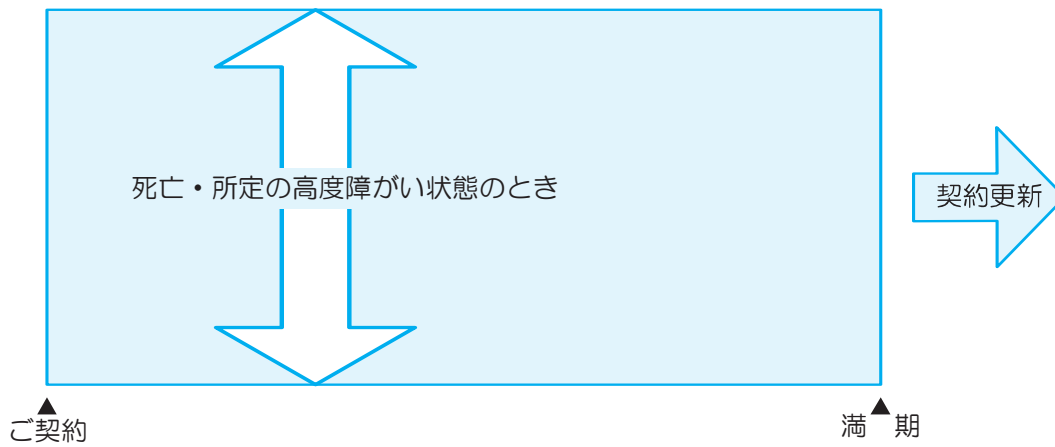 死亡・所定の高度障がい状態のとき
契約更新
▲
ご契約
▲
満 期